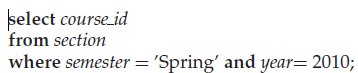 select course_id
from section
where semester = 'Spring' and year= 2010;